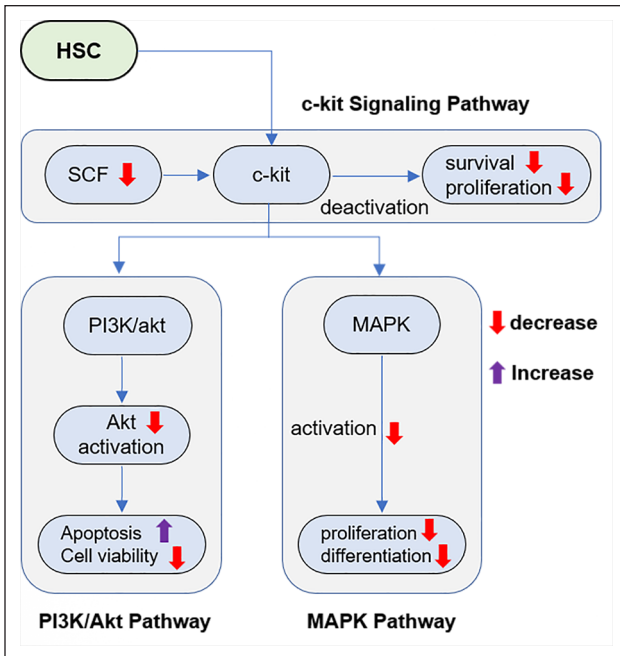 HSC
c-kit Signaling Pathway
SCF
c-kit
survival
proliferation
deactivation
PI3K/akt
Akt
activation
Apoptosis
Cell viability
PI3K/Akt Pathway
MAPK
activation
proliferation
differentiation
MAPK Pathway
decrease
Increase